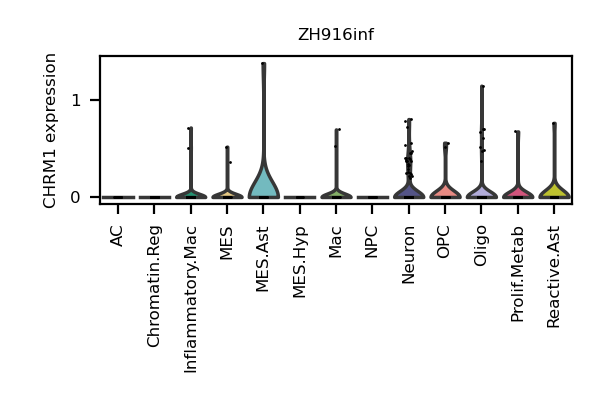 ZH916inf
CHRM1 expression
1
0
AC
Chromatin.Reg
Inflammatory.Mac
MES
MES.Ast
MES.Hyp
Mac
NPC
Neuron
OPC
Oligo
Prolif.Metab
Reactive.Ast